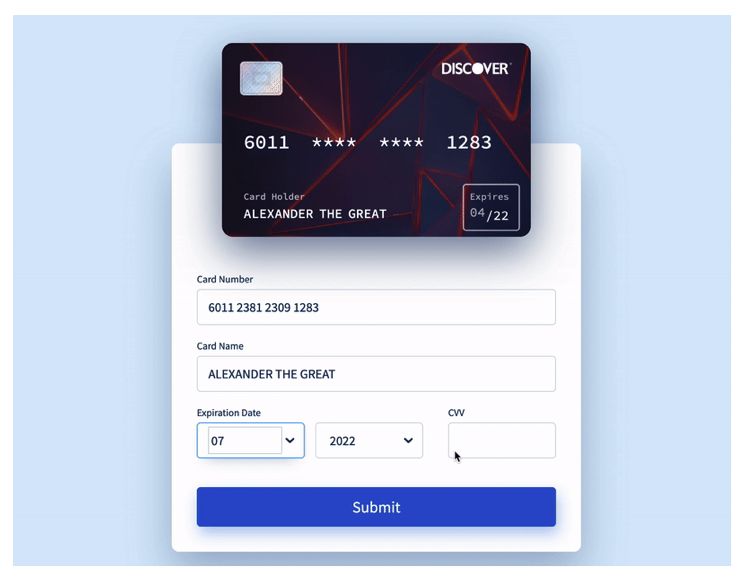 DISCOVER
6011 **** **** 1283
Card Holder
Expires
ALEXANDER THE GREAT
04/22
Card Number
6011 2381 2309 1283
Card Name
ALEXANDER THE GREAT
Expiration Date
CVV
07
2022
Submit